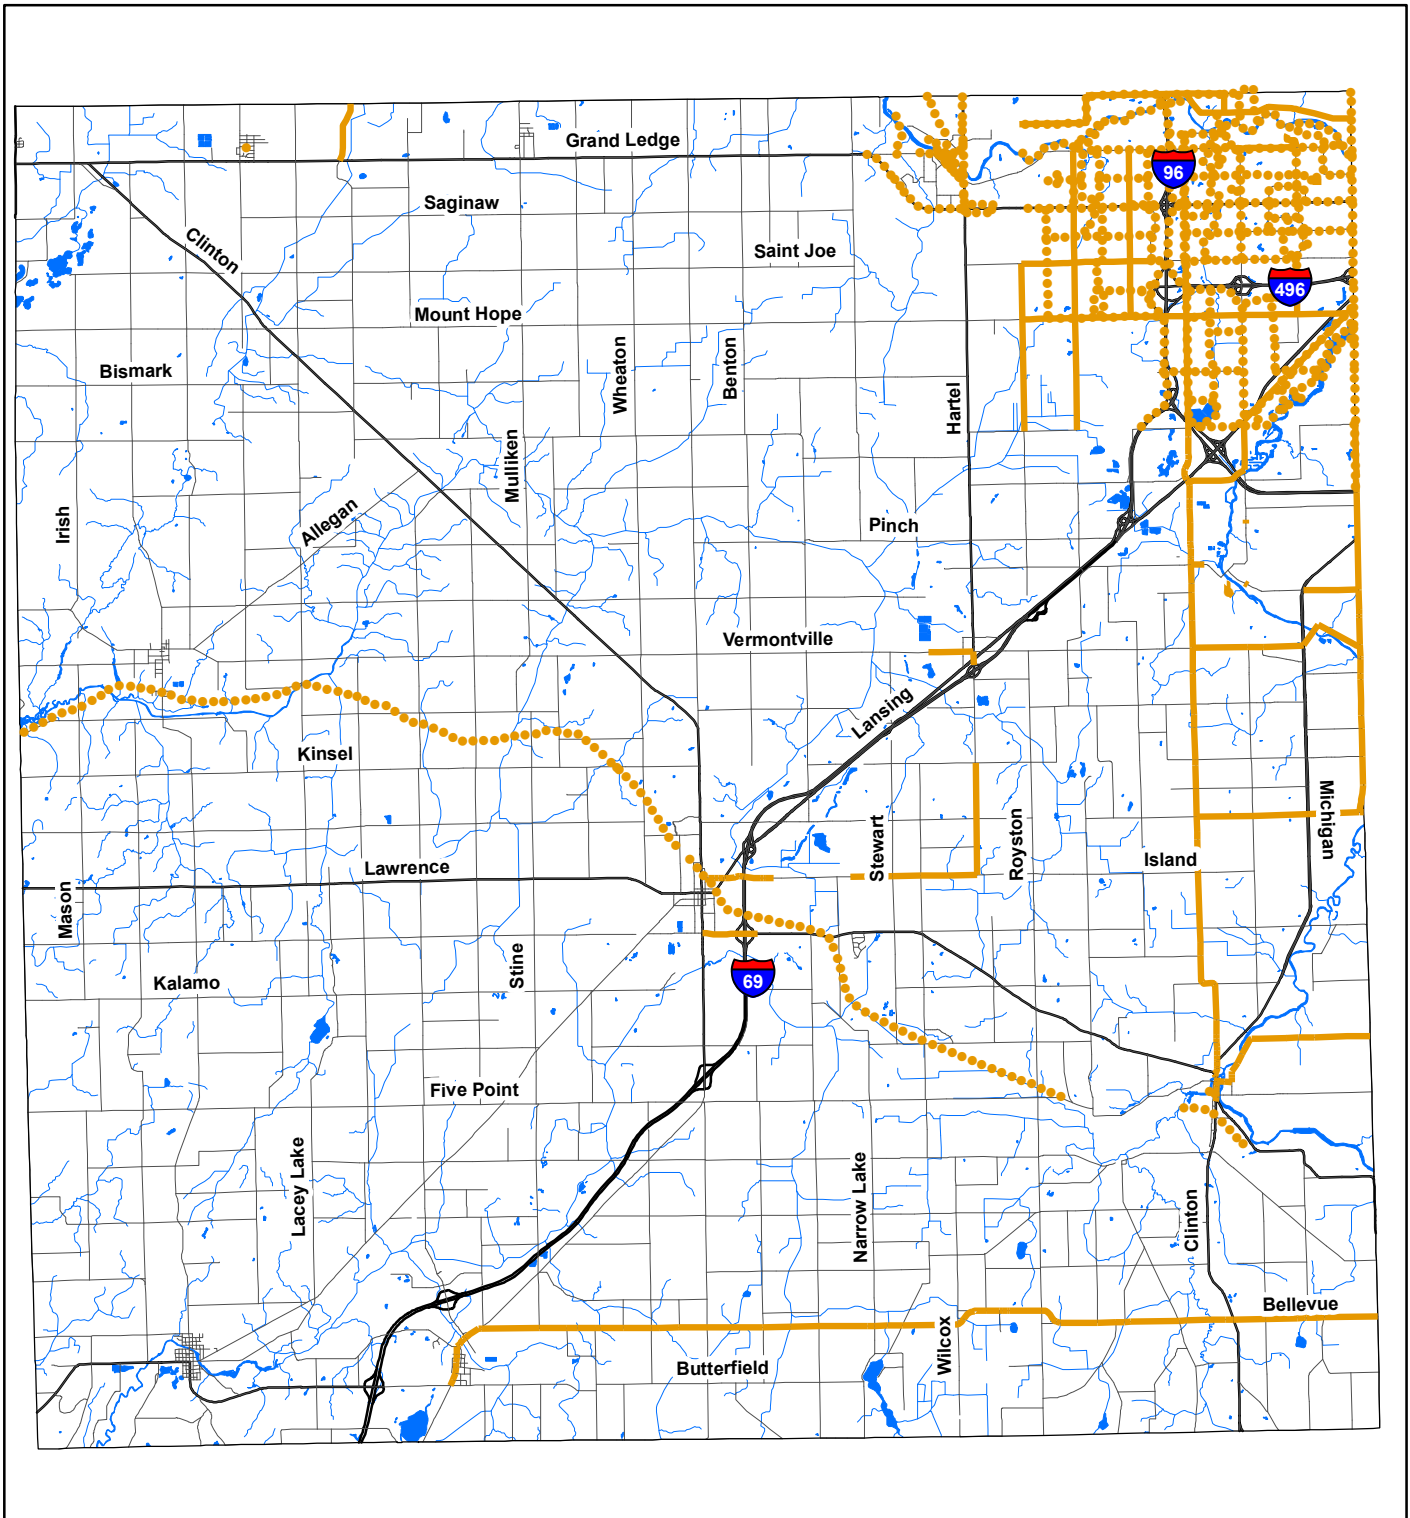 Grand Ledge
96
Saginaw
Clinton
Saint Joe
496
Mount Hope
Bismark
Wheaton
Benton
Hartel
Mulliken
Irish
Allegan
Pinch
Vermontville
Lansing
Kinsel
Michigan
Stewart
Royston
Island
Lawrence
Mason
Stine
Kalamo
69
Five Point
Lacey Lake
Narrow Lake
Clinton
Bellevue
Wilcox
Butterfield